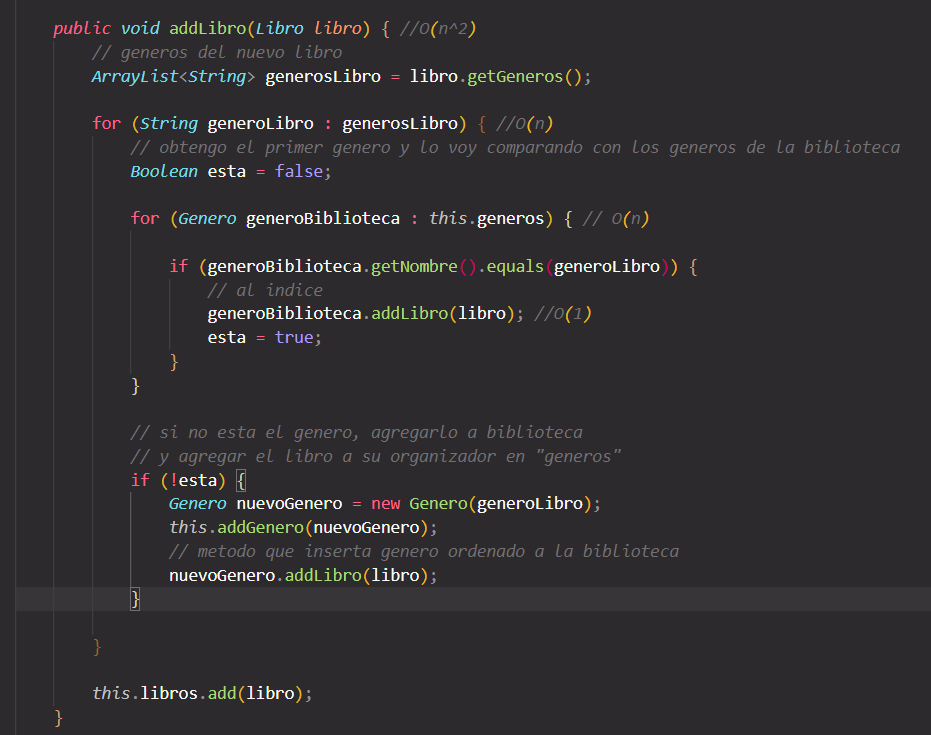 public void addLibro(Libro libro) { //O(n^2)
// generos del nuevo libro
ArrayList<String> generosLibro = libro.getGeneros();
for (String generoLibro : generosLibro) { //O(n)
// obtengo el primer genero y lo voy comparando con los generos de la biblioteca
Boolean esta = false;
for (Genero generoBiblioteca : this.generos) { // O(n)
if (generoBiblioteca.getNombre().equals(generoLibro)) {
// al indice
generoBiblioteca.addLibro(libro); //O(1)
esta = true;
}
}
// si no esta el genero, agregarlo a biblioteca
// y agregar el libro a su organizador en "generos"
if (!esta) {
Genero nuevoGenero = new Genero(generoLibro);
this.addGenero(nuevoGenero);
// metodo que inserta genero ordenado a la biblioteca
nuevoGenero.addLibro(libro);
}
}
this.libros.add(libro);
}